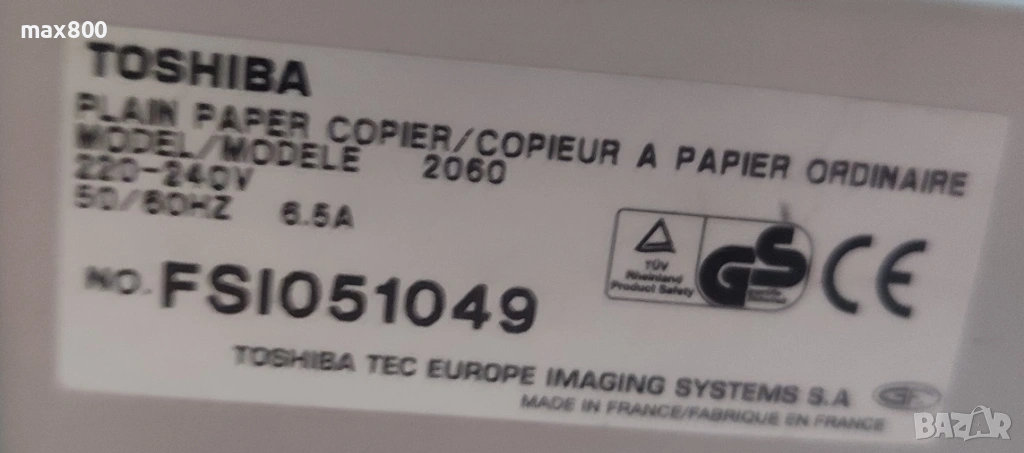 max800
TOSHIBA
PLAIN PAPER COPIER/COPIEUR A PAPIER ORDINAIRE
MODEL/MODELE 2060
220-240V
50/60HZ 6.5A
NO. FSI051049
TÜV
Rheinland
Product Safety
GS
CE
TOSHIBA TEC EUROPE IMAGING SYSTEMS S.A
MADE IN FRANCE/FABRIQUE EN FRANCE
BAZAR